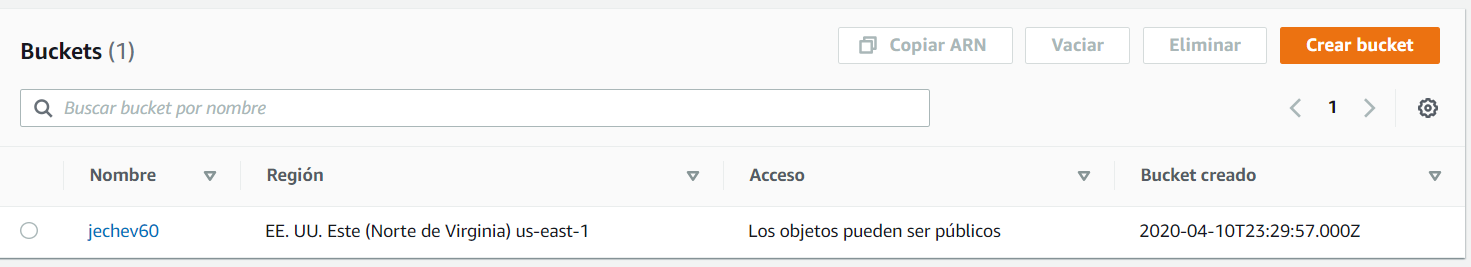 Buckets (1)
Copiar ARN
Vaciar
Eliminar
Crear bucket
Buscar bucket por nombre
1
Nombre
Región
Acceso
Bucket creado
jechev60
EE. UU. Este (Norte de Virginia) us-east-1
Los objetos pueden ser públicos
2020-04-10T23:29:57.000Z